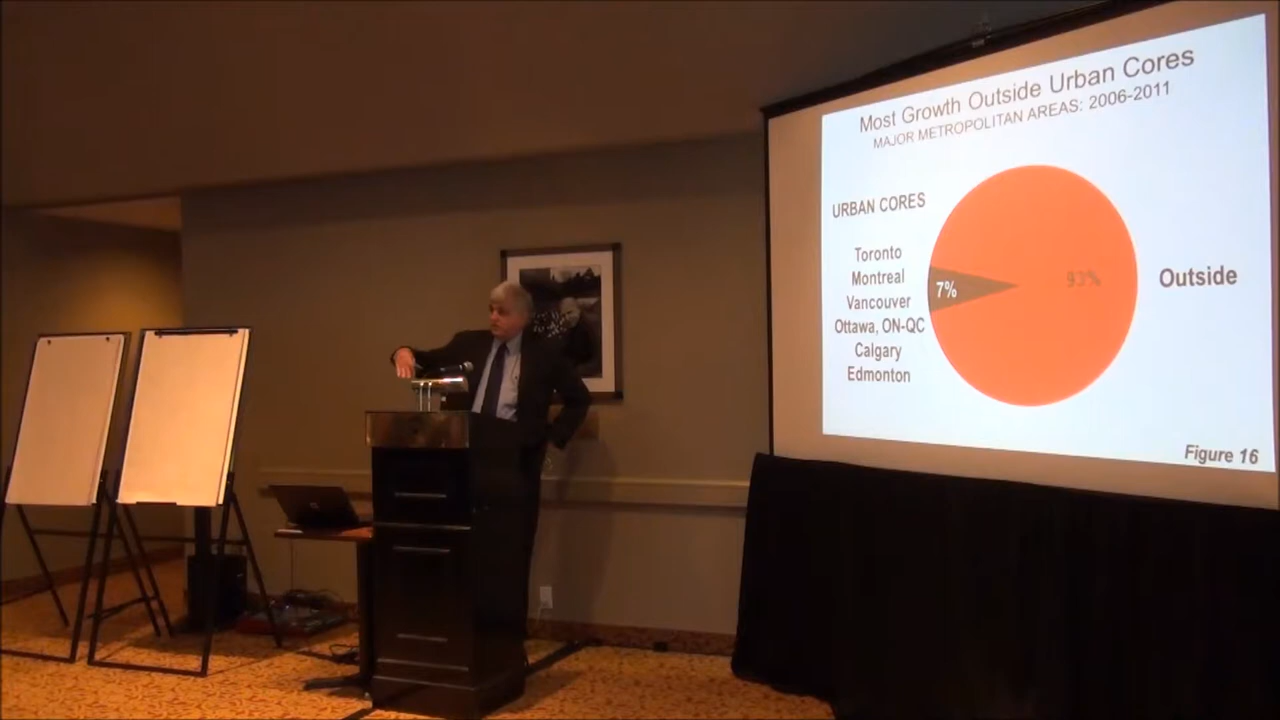 Most Growth Outside Urban Cores
MAJOR METROPOLITAN AREAS: 2006-2011
URBAN CORES
Toronto
Montreal
Vancouver
Ottawa, ON-QC
Calgary
Edmonton
7%
93%
Outside
Figure 16